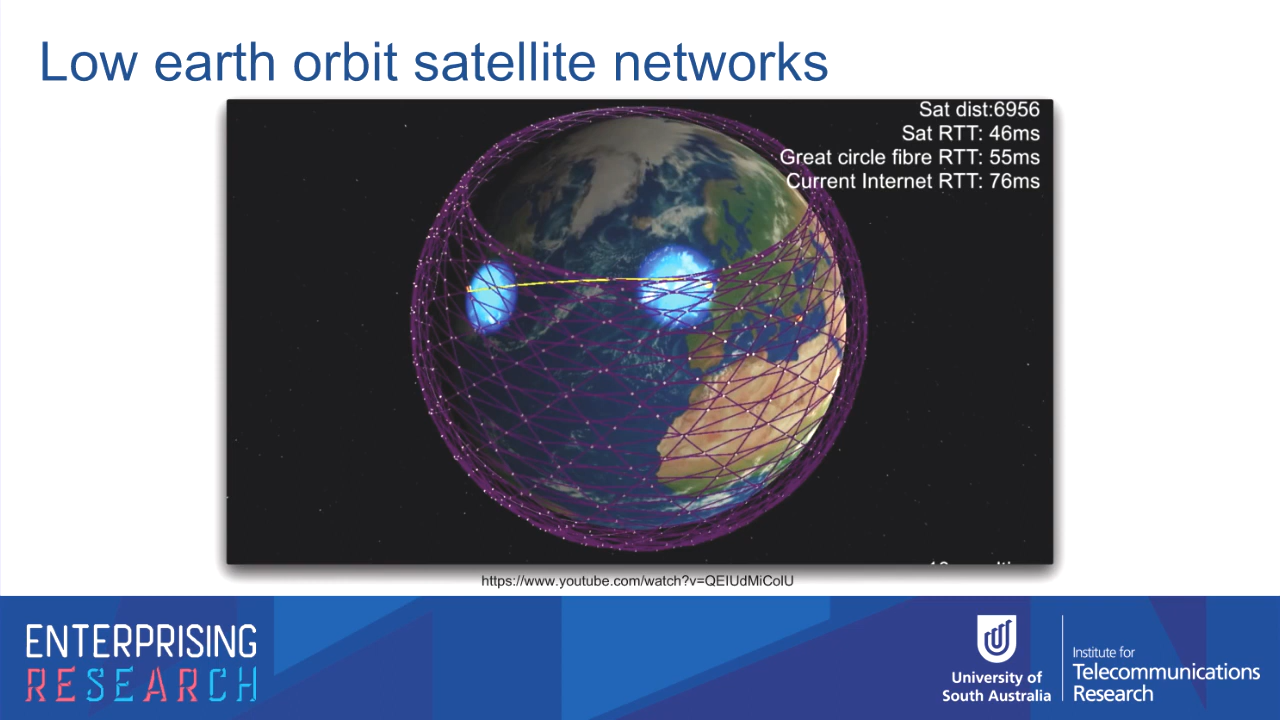 Low earth orbit satellite networks
Sat dist:6956
Sat RTT: 46ms
Great circle fibre RTT: 55ms
Current Internet RTT: 76ms
https://www.youtube.com/watch?v=QEIUdMiColU
ENTERPRISING
RESEARCH
University of
South Australia
Institute for
Telecommunications
Research